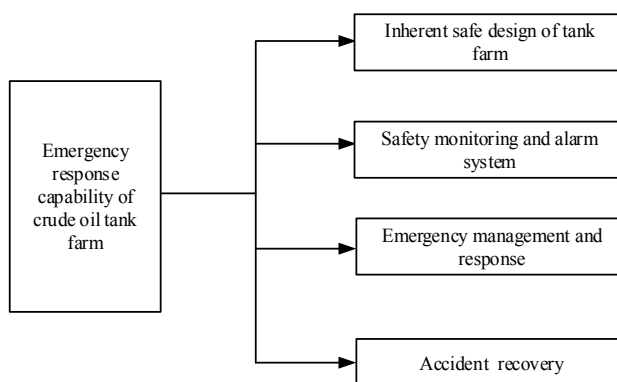 Emergency
response
capability of
crude oil tank
farm
Inherent safe design of tank
farm
Safety monitoring and alarm
system
Emergency management and
response
Accident recovery